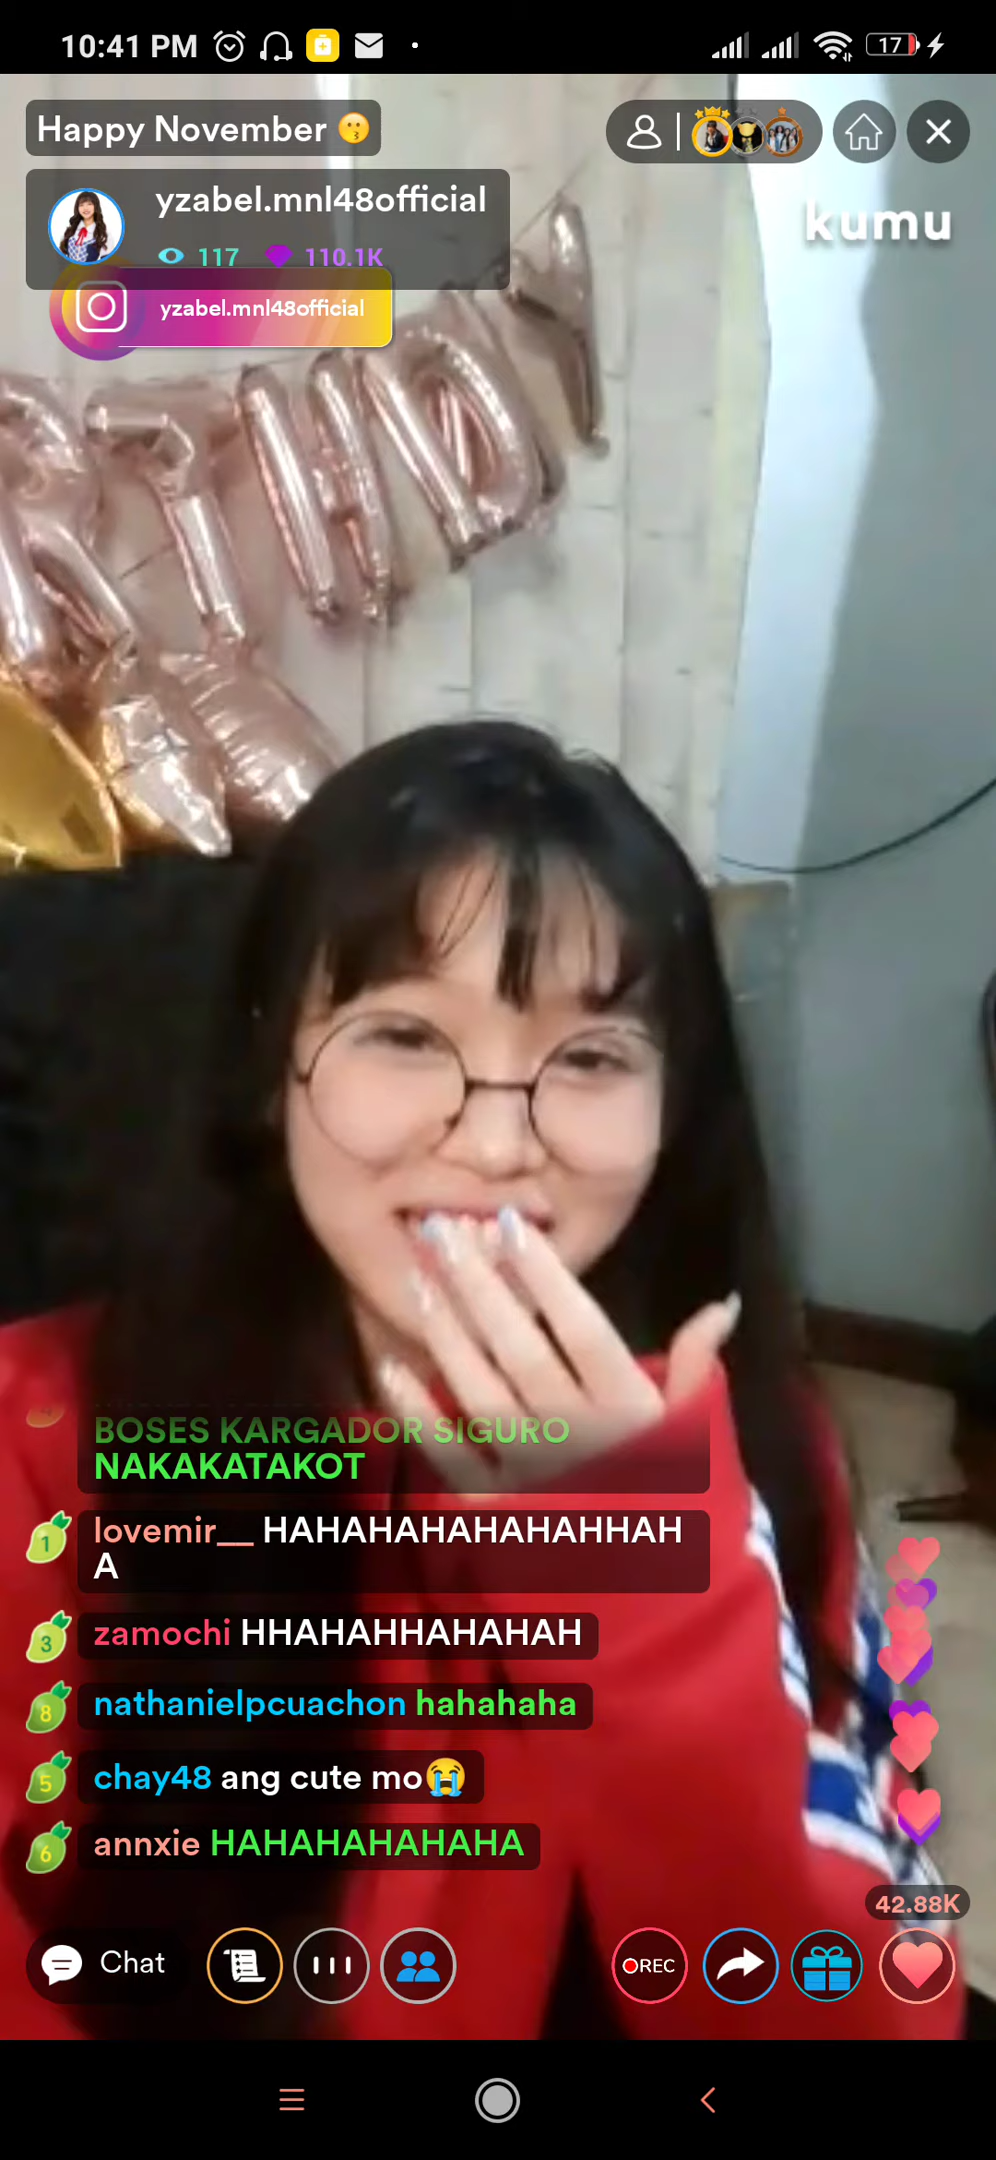 10:41 PM
17
Happy November
yzabel.mnl48official
117 110.1K
kumu
yzabel.mnl48official
RTHD
BOSES KARGADOR SIGURO
NAKAKATAKOT
1 lovemir__ HAHAHAHAHAHAHHAH
A
3 zamochi HHAHAHHAHAHAH
8 nathanielpcuachon hahahaha
5 chay48 ang cute mo
6 annxie HAHAHAHAHAHA
42.88K
Chat
REC